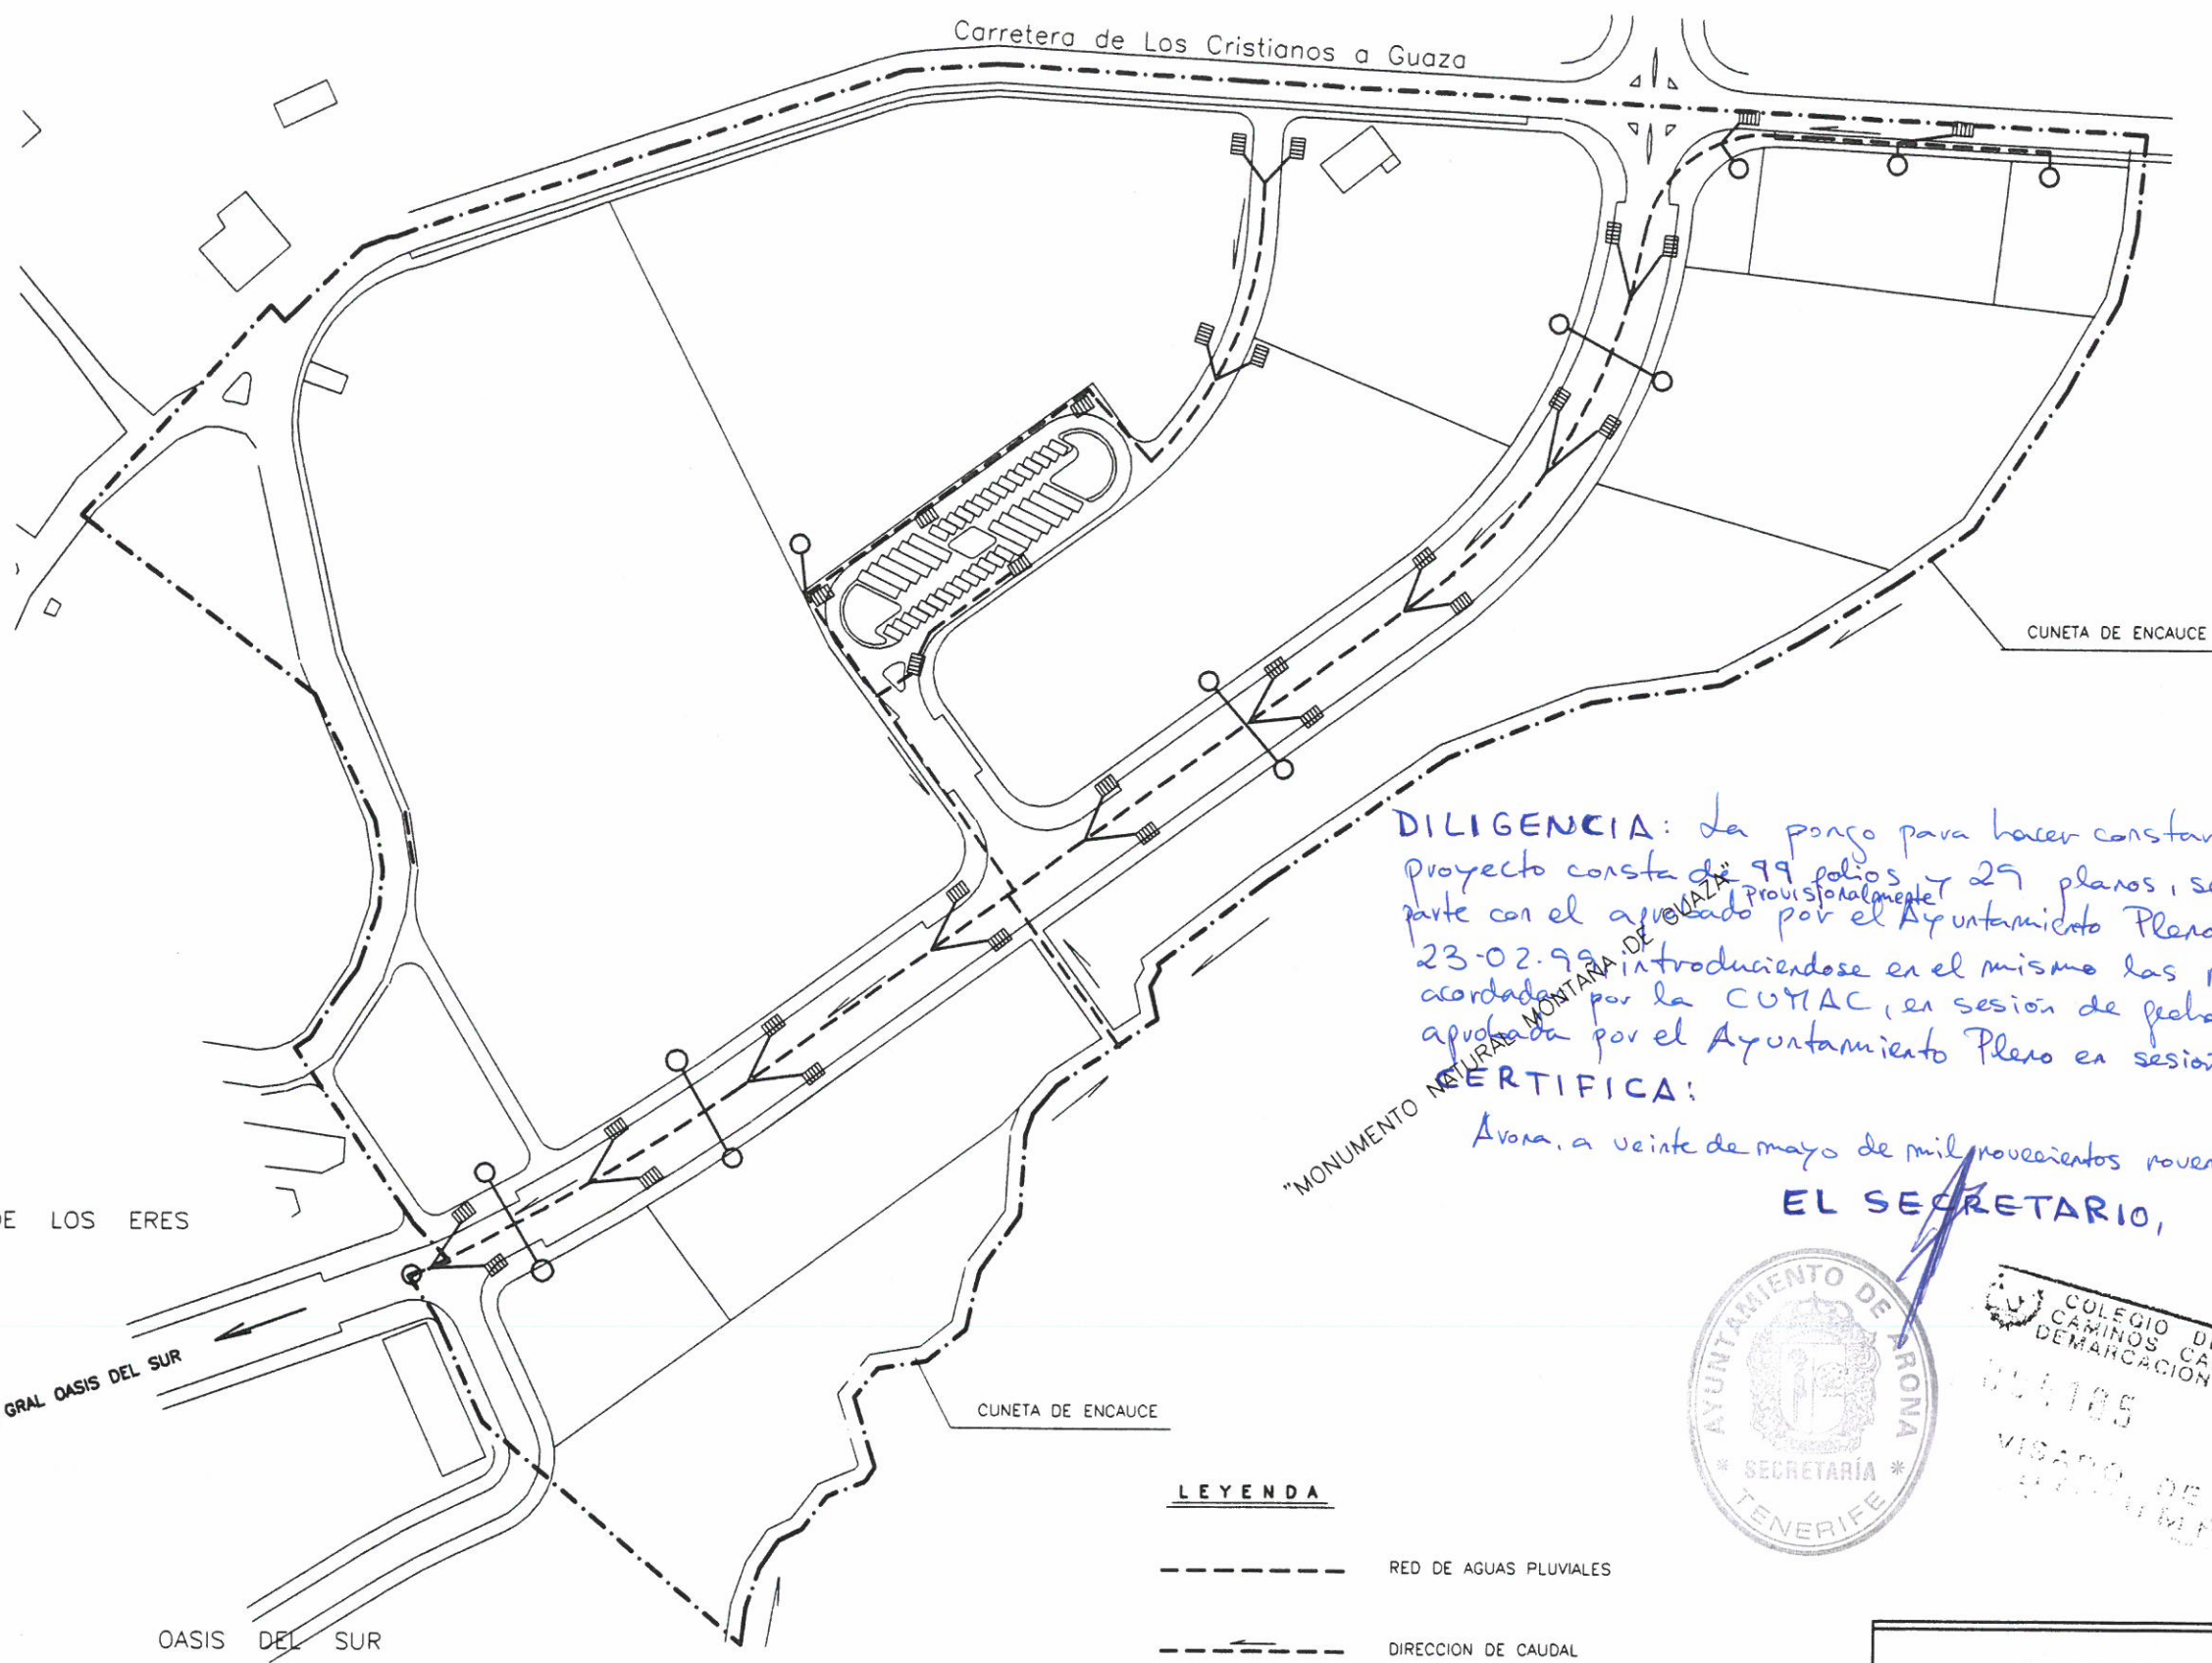 Carretera de Los Cristianos a Guaza
CUNETA DE ENCAUCE
DILIGENCIA: La pongo para hacer constar
proyecto consta de 99 folios y 29 planos, se
provisionalmente
parte con el aprobado por el Ayuntamiento Pleno
23-02-99 introduciendose en el mismo las
acordadas por la CUMAC, en sesión de fecha
aprobada por el Ayuntamiento Pleno en sesión
CERTIFICA:
Arona, a veinte de mayo de mil novecientos noven
EL SECRETARIO,
"MONUMENTO NATURAL MONTAÑA DE GUAZA"
DE LOS ERES
GRAL OASIS DEL SUR
CUNETA DE ENCAUCE
OASIS DEL SUR
AYUNTAMIENTO DE ARONA
* SECRETARÍA *
TENERIFE
COLEGIO DE
CAMINOS CA
DEMARCACION
VISADO DE
LEYENDA
RED DE AGUAS PLUVIALES
DIRECCION DE CAUDAL